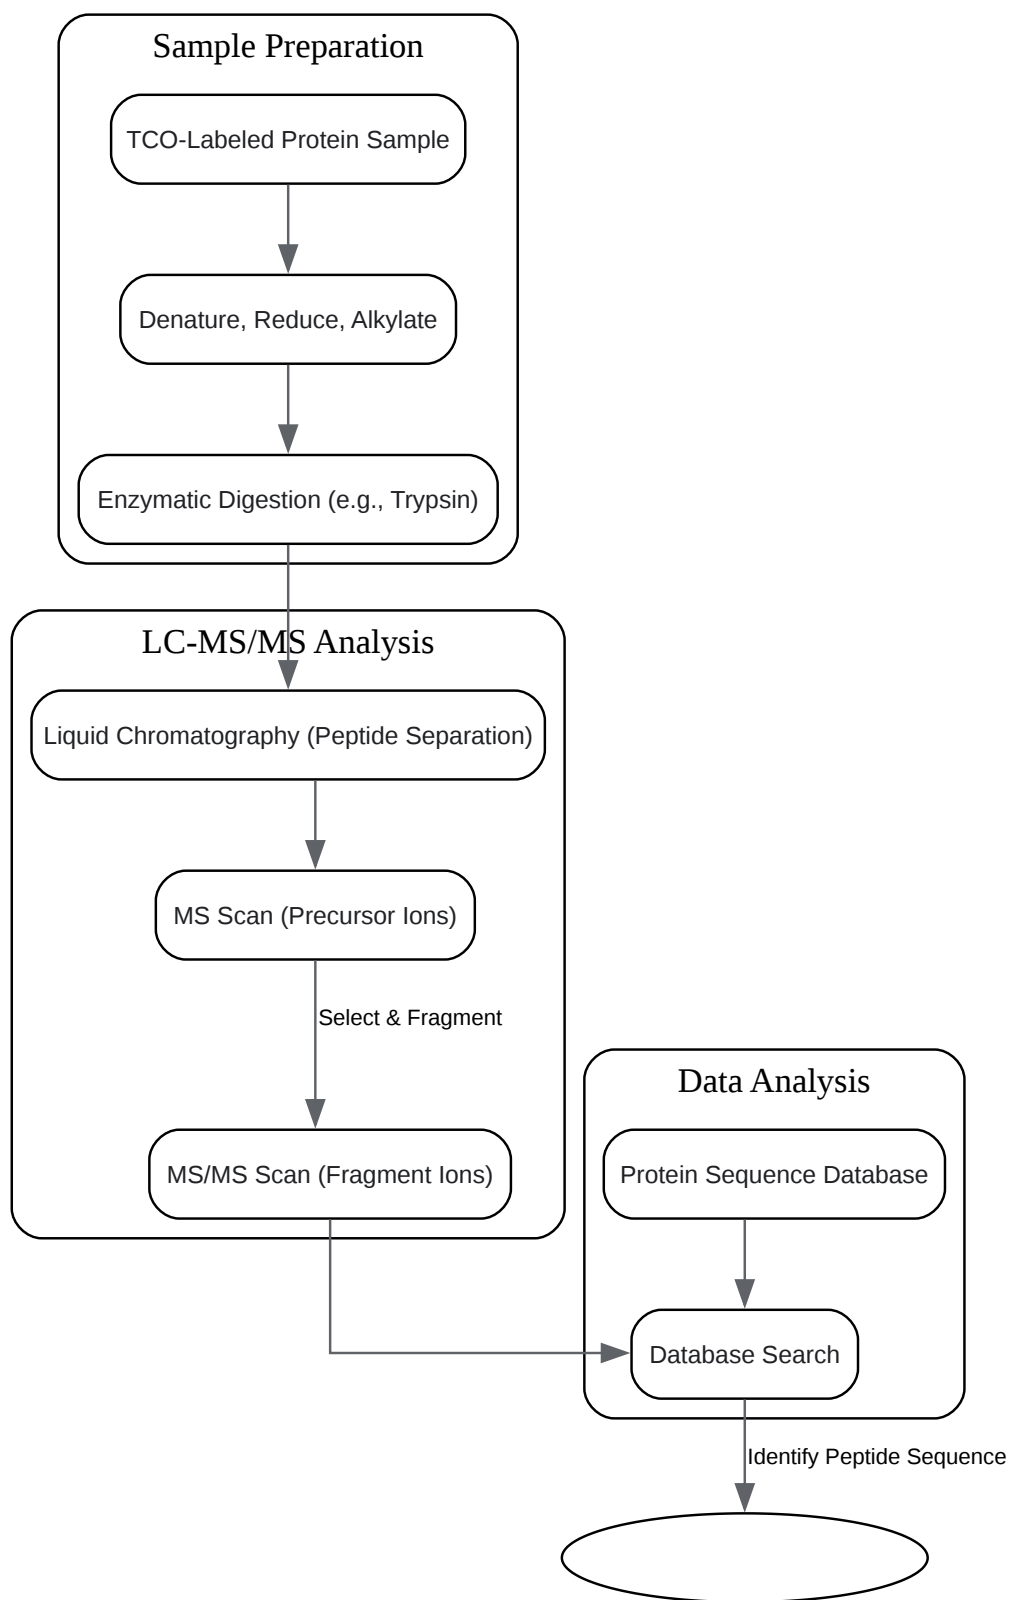 Sample Preparation
TCO-Labeled Protein Sample
Denature, Reduce, Alkylate
Enzymatic Digestion (e.g., Trypsin)
LC-MS/MS Analysis
Liquid Chromatography (Peptide Separation)
MS Scan (Precursor Ions)
Select & Fragment
MS/MS Scan (Fragment Ions)
Data Analysis
Protein Sequence Database
Database Search
Identify Peptide Sequence